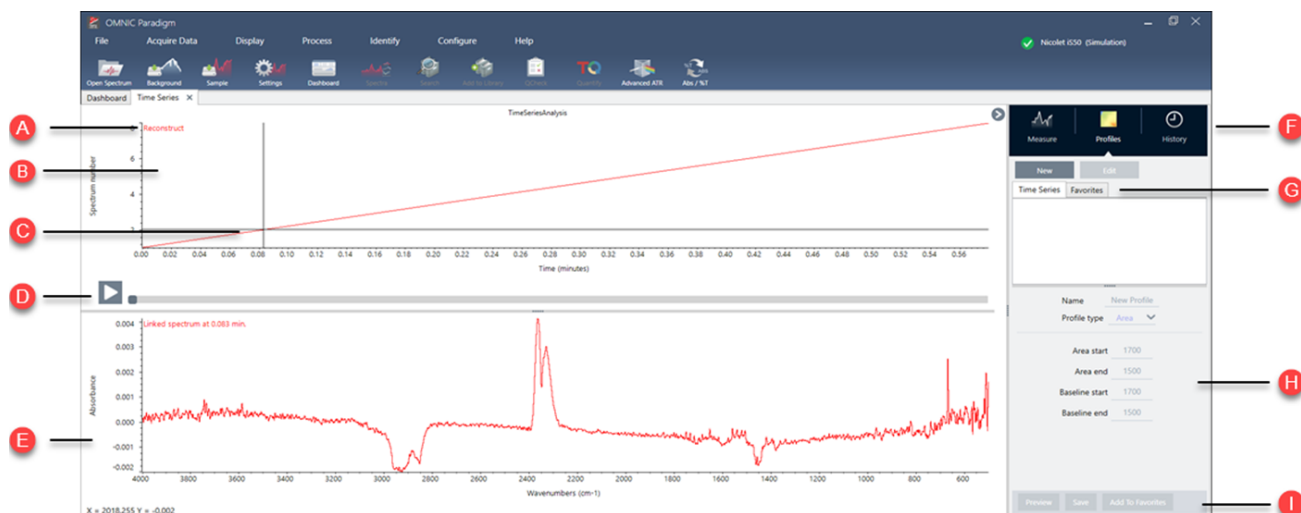 OMNIC Paradigm
File Acquire Data Display Process Identify Configure Help
Nicolet iS50 (Simulation)
Open Spectrum Background Sample Settings Dashboard Spectra Search Add to Library QCheck TQ Quantify Advanced ATR %T Abs Abs / %T
Dashboard Time Series X
TimeSeriesAnalysis
A
Reconstruct
8
B
6
4
2
Spectrum number
C
0.00 0.02 0.04 0.06 0.08 0.10 0.12 0.14 0.16 0.18 0.20 0.22 0.24 0.26 0.28 0.30 0.32 0.34 0.36 0.38 0.40 0.42 0.44 0.46 0.48 0.50 0.52 0.54 0.56
Time (minutes)
D
Linked spectrum at 0.083 min.
0.004
0.003
0.002
0.001
0.000
-0.001
-0.002
Absorbance
E
4000 3800 3600 3400 3200 3000 2800 2600 2400 2200 2000 1800 1600 1400 1200 1000 800 600
Wavenumbers (cm-1)
X = 2018.255 Y = -0.002
Measure Profiles History
F
New Edit
Time Series Favorites
G
Name New Profile
Profile type Area
Area start 1700
Area end 1500
H
Baseline start 1700
Baseline end 1500
Preview Save Add To Favorites
I